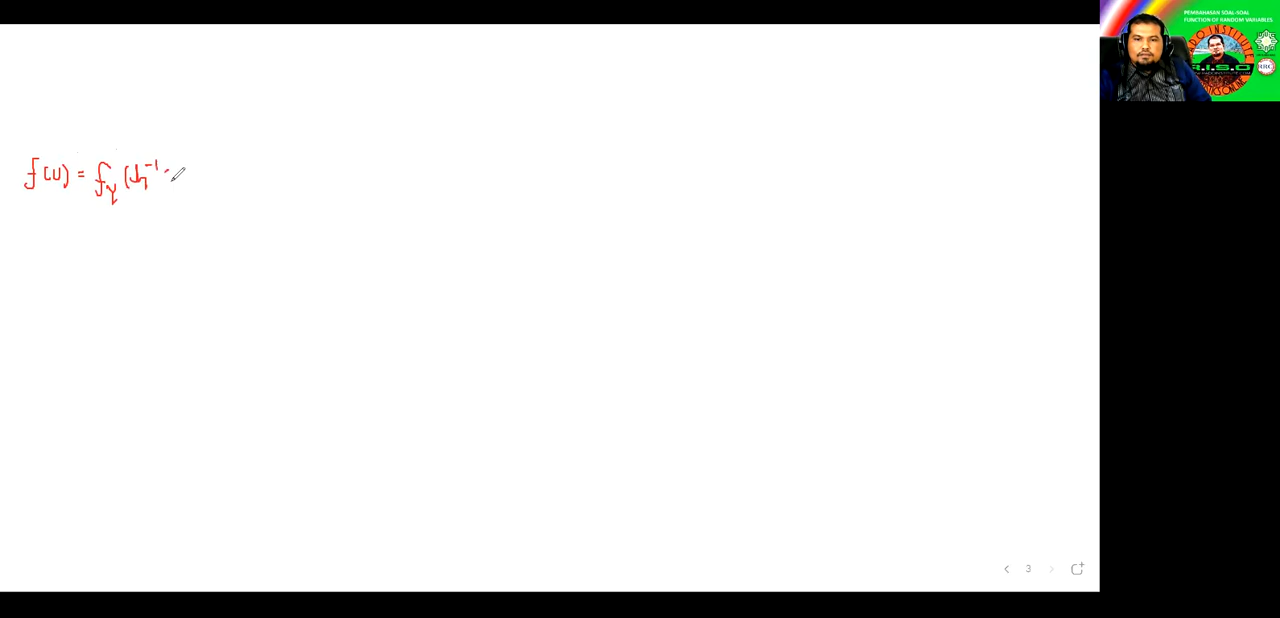 PEMBAHASAN SOAL-SOAL
FUNCTION OF RANDOM VARIABLES
f(u) = f_Y (h^-1
3